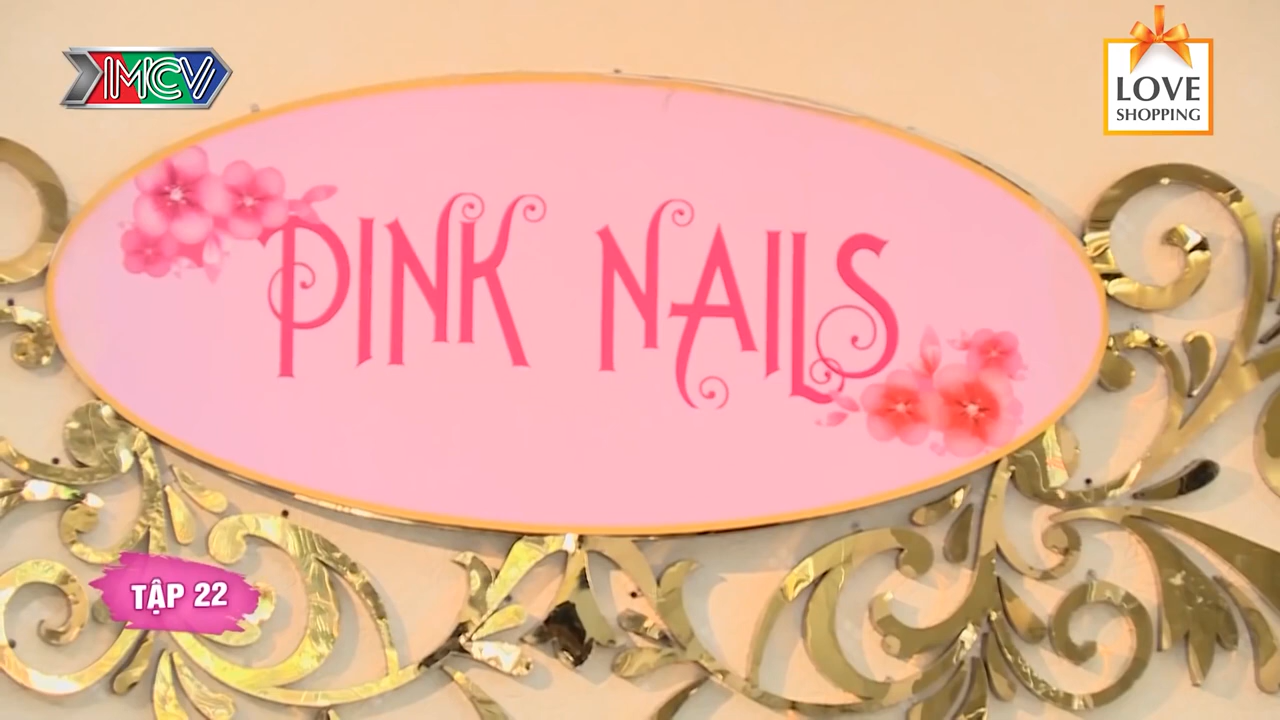 IMCV
LOVE
SHOPPING
PINK NAILS
TẬP 22